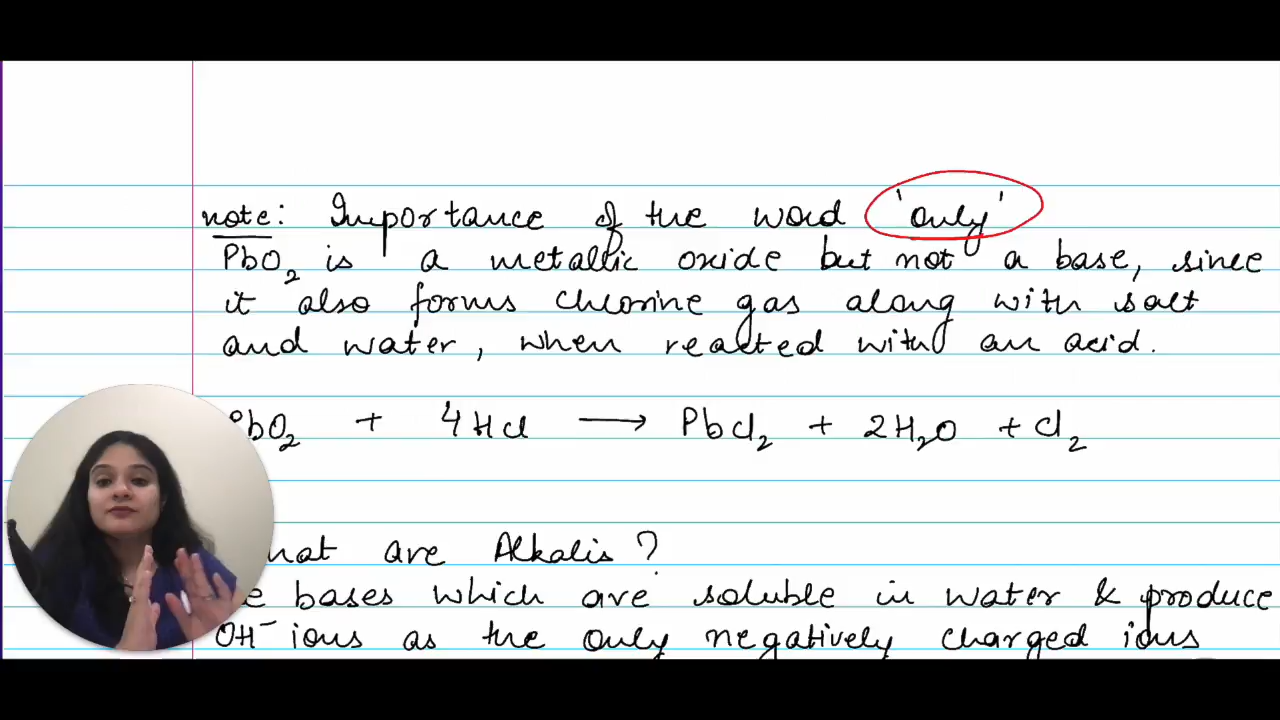 note: Importance of the word 'only'
PbO₂ is a metallic oxide but not a base, since
it also forms chlorine gas along with salt
and water, when reacted with an acid.
PbO₂ + 4HCl ⟶ PbCl₂ + 2H₂O + Cl₂
are Alkalis?
bases which are soluble in water & produce
OH⁻ ions as the only negatively charged ions